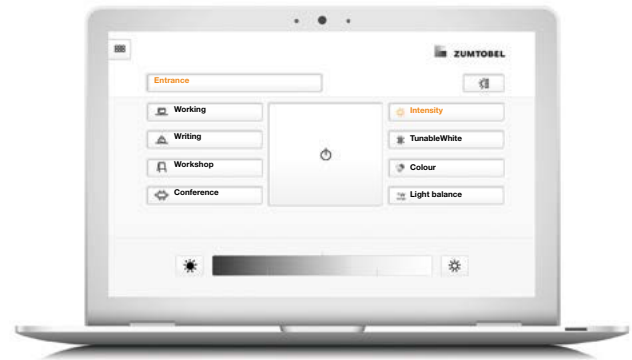 ZUMTOBEL
Entrance
Working
Intensity
Writing
TunableWhite
Workshop
Colour
Conference
Light balance